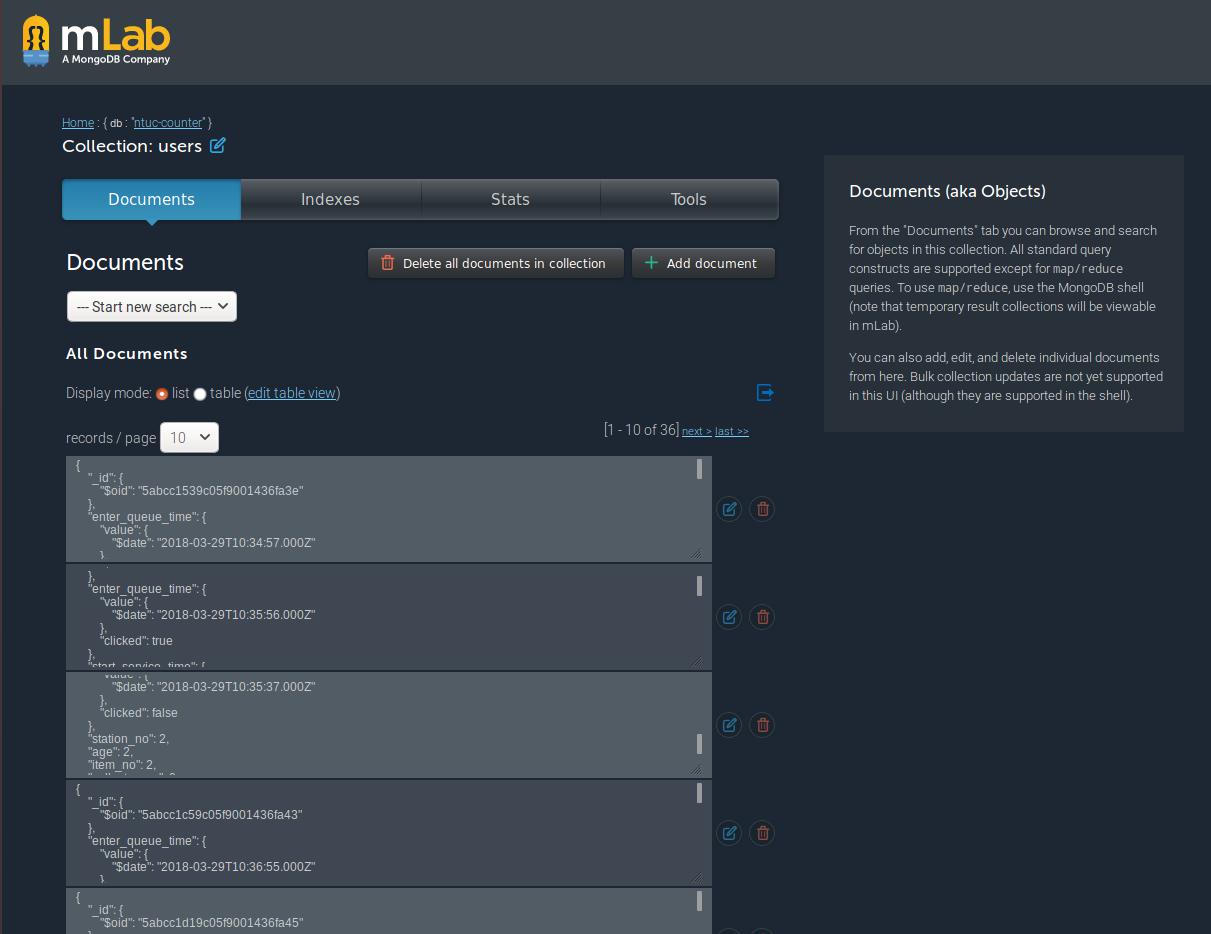 mLab
A MongoDB Company
Home : { db : "ntuc-counter" }
Collection: users
Documents
Indexes
Stats
Tools
Documents
Delete all documents in collection
Add document
--- Start new search ---
All Documents
Display mode: list table (edit table view)
records / page 10
[1 - 10 of 36] next > last >>
{
"_id": {
"$oid": "5abcc1539c05f9001436fa3e"
},
"enter_queue_time": {
"value": {
"$date": "2018-03-29T10:34:57.000Z"
},
},
"enter_queue_time": {
"value": {
"$date": "2018-03-29T10:35:56.000Z"
},
"clicked": true
},
"start_service_time": {
"value": {
"$date": "2018-03-29T10:35:37.000Z"
},
"clicked": false
},
"station_no": 2,
"age": 2,
"item_no": 2,
{
"_id": {
"$oid": "5abcc1c59c05f9001436fa43"
},
"enter_queue_time": {
"value": {
"$date": "2018-03-29T10:36:55.000Z"
},
{
"_id": {
"$oid": "5abcc1d19c05f9001436fa45"
Documents (aka Objects)
From the "Documents" tab you can browse and search
for objects in this collection. All standard query
constructs are supported except for map/reduce
queries. To use map/reduce, use the MongoDB shell
(note that temporary result collections will be viewable
in mLab).
You can also add, edit, and delete individual documents
from here. Bulk collection updates are not yet supported
in this UI (although they are supported in the shell).